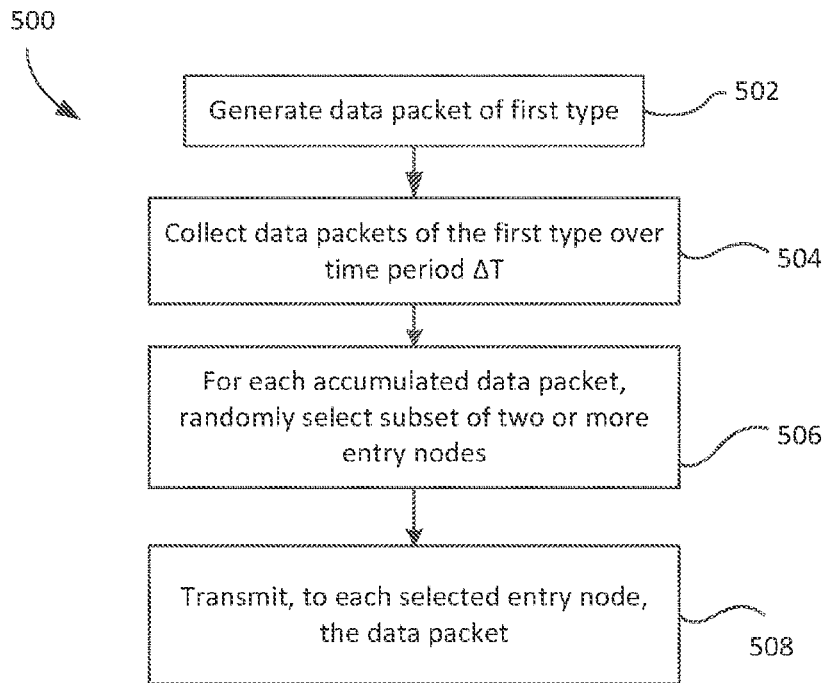 500
Generate data packet of first type
502
Collect data packets of the first type over
time period ΔT
504
For each accumulated data packet,
randomly select subset of two or more
entry nodes
506
Transmit, to each selected entry node,
the data packet
508